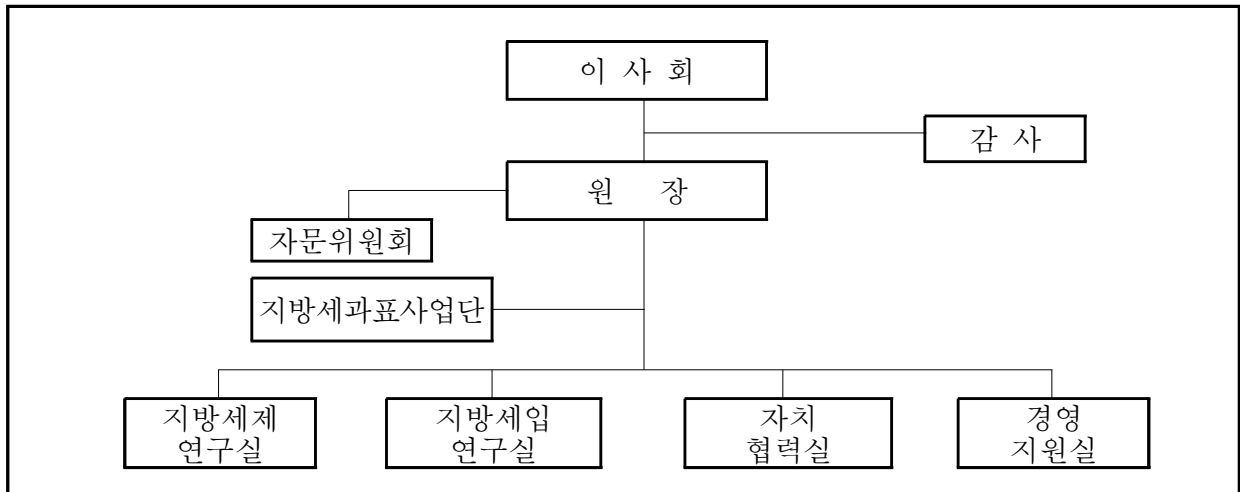 이 사 회
감 사
원 장
자문위원회
지방세과표사업단
지방세제
연구실
지방세입
연구실
자치
협력실
경영
지원실